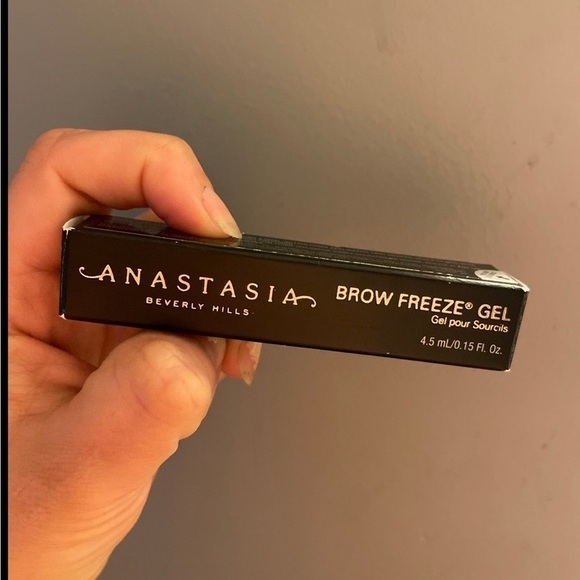 ANASTASIA
BEVERLY HILLS
BROW FREEZE® GEL
Gel pour Sourcils
4.5 mL/0.15 Fl. Oz.